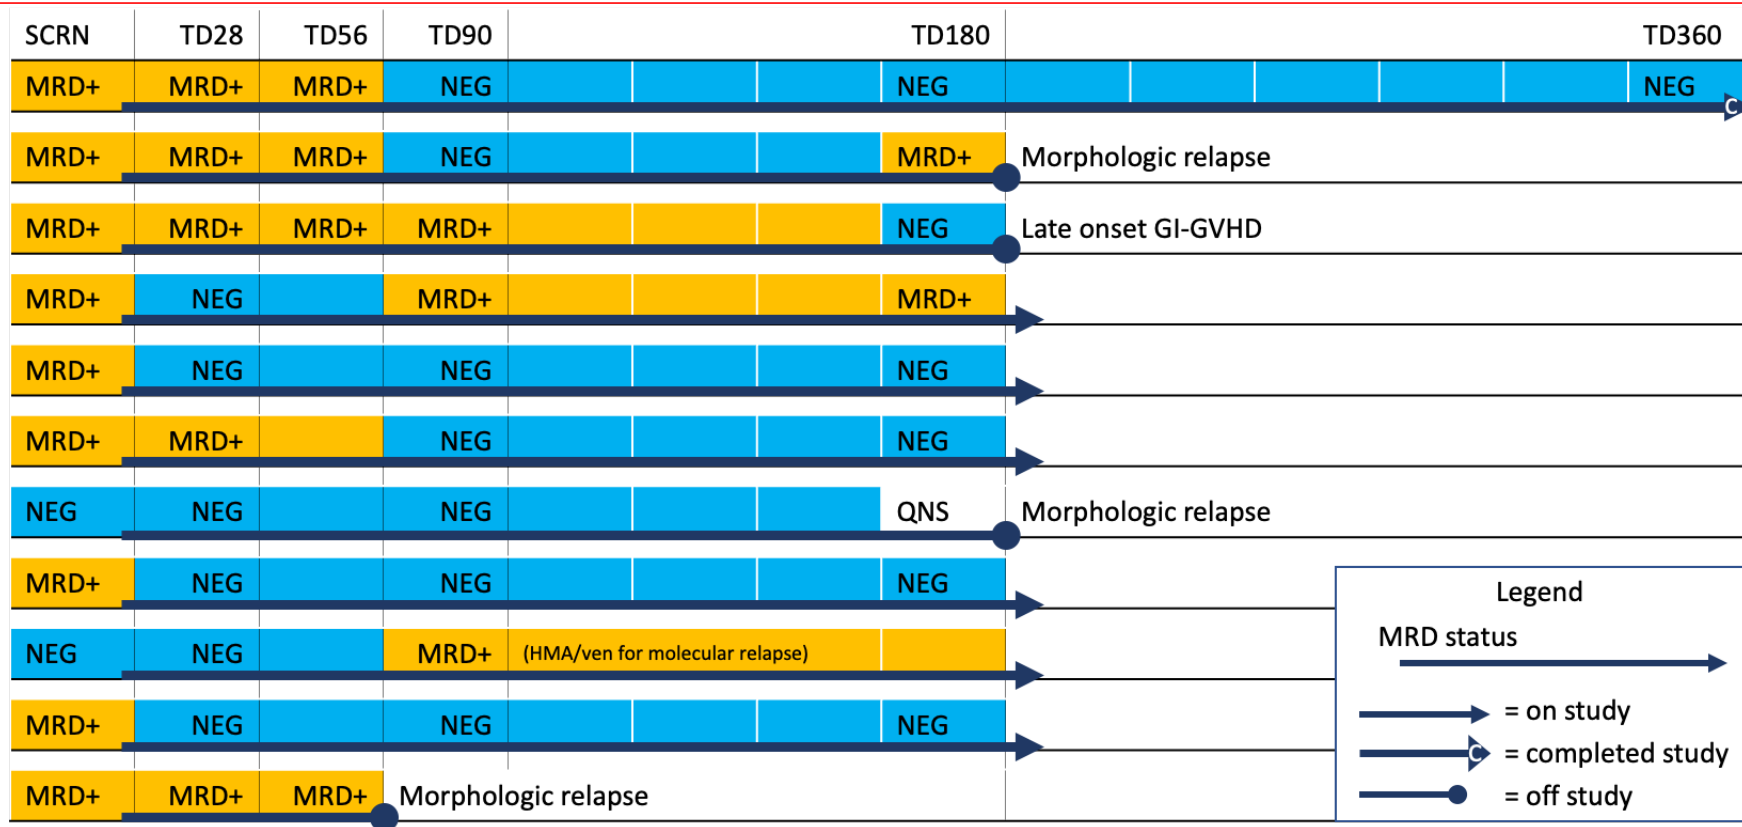 SCRN TD28 TD56 TD90 TD180 TD360
MRD+ MRD+ MRD+ NEG NEG NEG
C
MRD+ MRD+ MRD+ NEG MRD+ Morphologic relapse
MRD+ MRD+ MRD+ MRD+ NEG Late onset GI-GVHD
MRD+ NEG MRD+ MRD+
MRD+ NEG NEG NEG
MRD+ MRD+ NEG NEG
NEG NEG NEG QNS Morphologic relapse
MRD+ NEG NEG NEG
NEG NEG MRD+ (HMA/ven for molecular relapse)
MRD+ NEG NEG NEG
MRD+ MRD+ MRD+ Morphologic relapse
Legend
MRD status
= on study
C = completed study
= off study